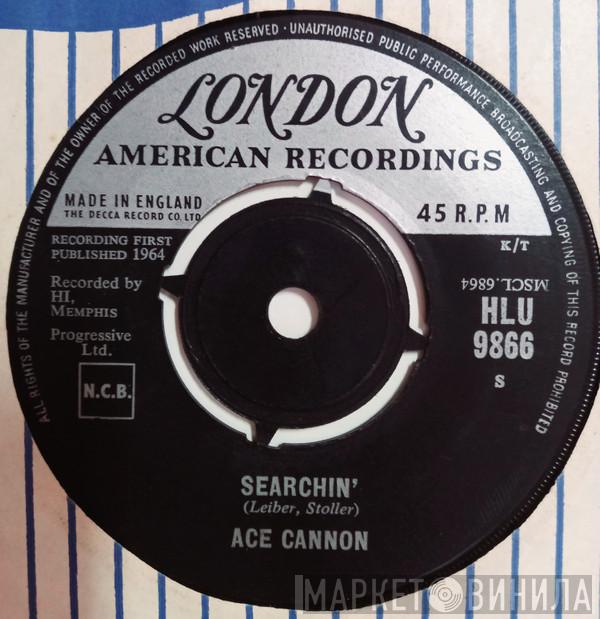 ALL RIGHTS OF THE MANUFACTURER AND OF THE OWNER OF THE RECORDED WORK RESERVED · UNAUTHORISED PUBLIC PERFORMANCE BROADCASTING AND COPYING OF THIS RECORD PROHIBITED
LONDON
AMERICAN RECORDINGS
MADE IN ENGLAND
THE DECCA RECORD CO. LTD.
45 R.P.M
RECORDING FIRST
PUBLISHED 1964
K/T
Recorded by
HI,
MEMPHIS
MSCL.6864
HLU
9866
Progressive
Ltd.
S
N.C.B.
SEARCHIN'
(Leiber, Stoller)
ACE CANNON
МАРКЕТ ВИНИЛА